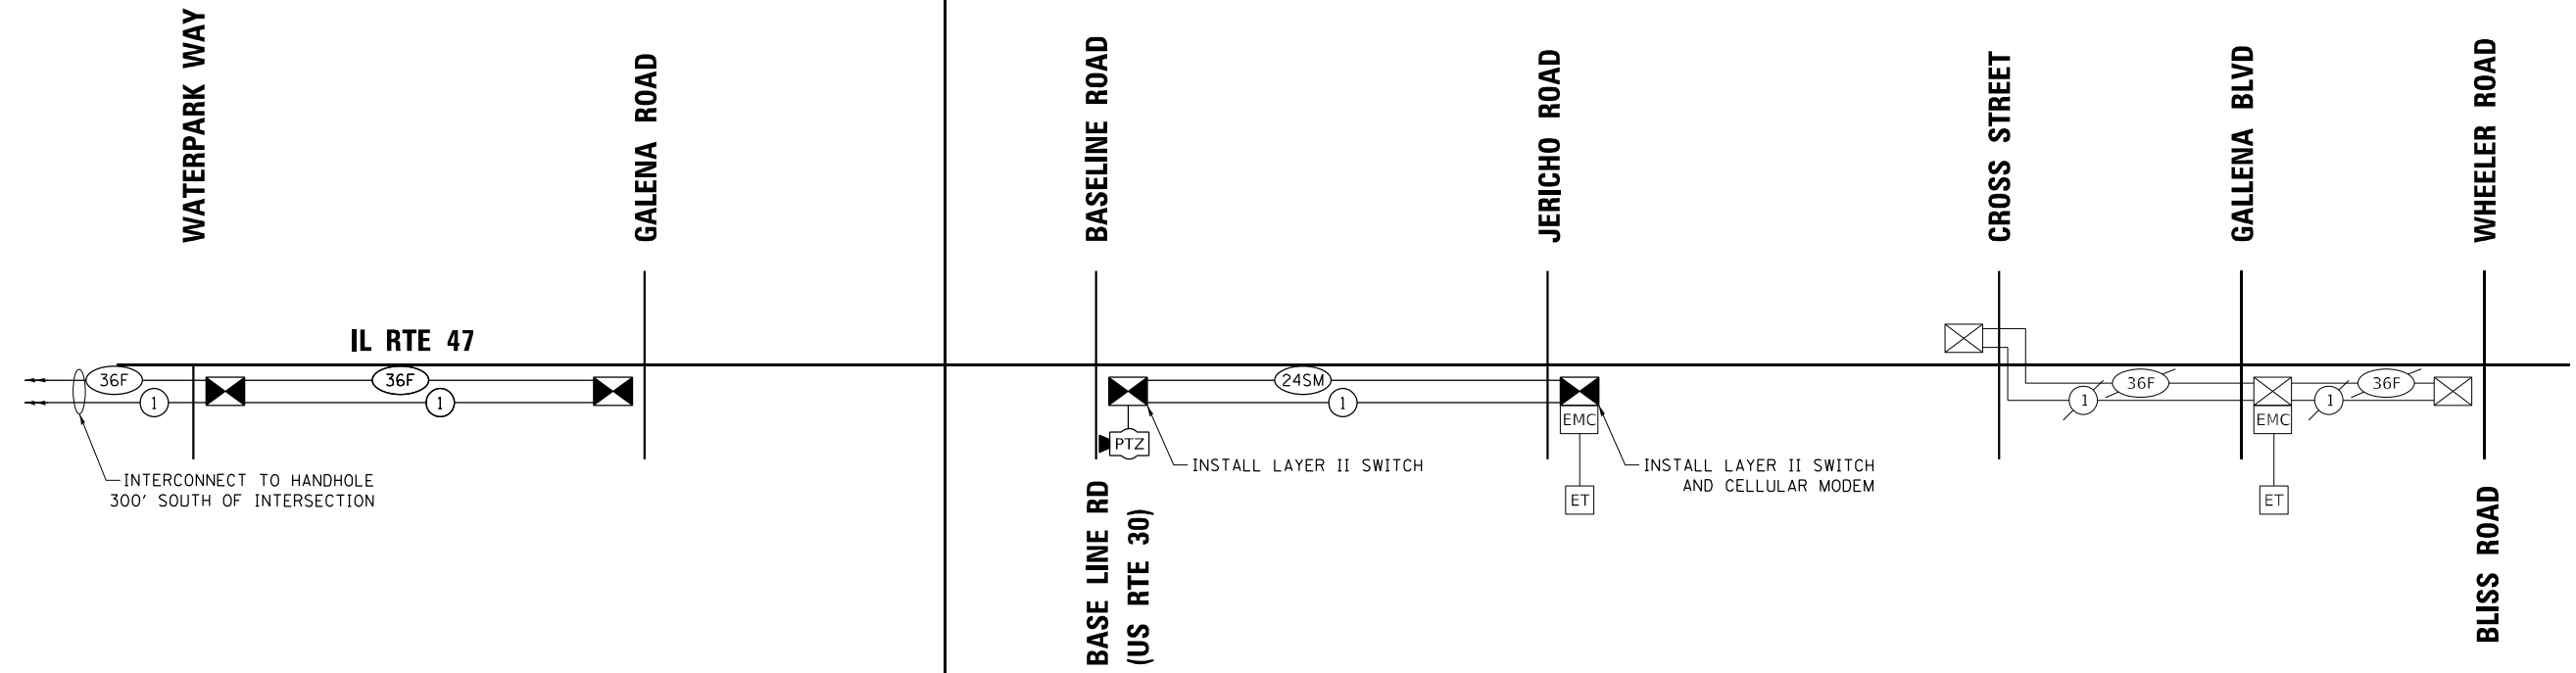 WATERPARK WAY
GALENA ROAD
BASELINE ROAD
JERICHO ROAD
CROSS STREET
GALLENA BLVD
WHEELER ROAD
IL RTE 47
36F
1
36F
1
24SM
1
36F
1
36F
1
EMC
EMC
PTZ
INTERCONNECT TO HANDHOLE
300' SOUTH OF INTERSECTION
INSTALL LAYER II SWITCH
INSTALL LAYER II SWITCH
AND CELLULAR MODEM
ET
ET
BASE LINE RD
(US RTE 30)
BLISS ROAD